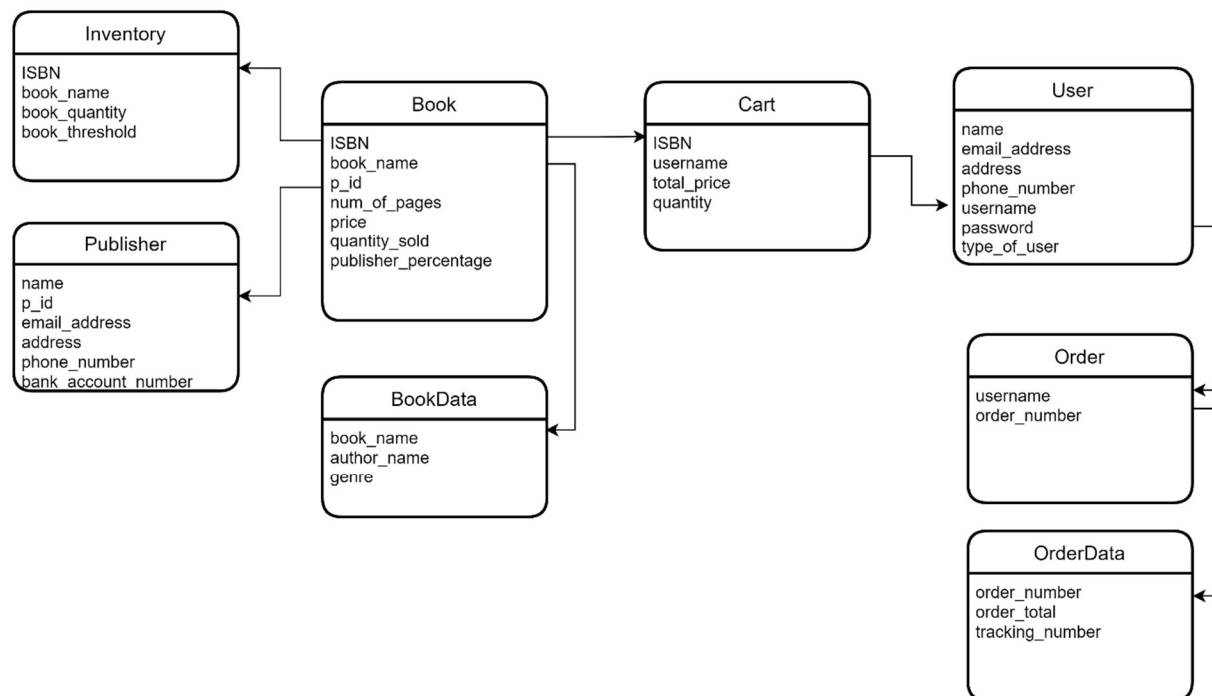 Inventory
ISBN
book_name
book_quantity
book_threshold
Publisher
name
p_id
email_address
address
phone_number
bank_account_number
Book
ISBN
book_name
p_id
num_of_pages
price
quantity_sold
publisher_percentage
BookData
book_name
author_name
genre
Cart
ISBN
username
total_price
quantity
User
name
email_address
address
phone_number
username
password
type_of_user
Order
username
order_number
OrderData
order_number
order_total
tracking_number